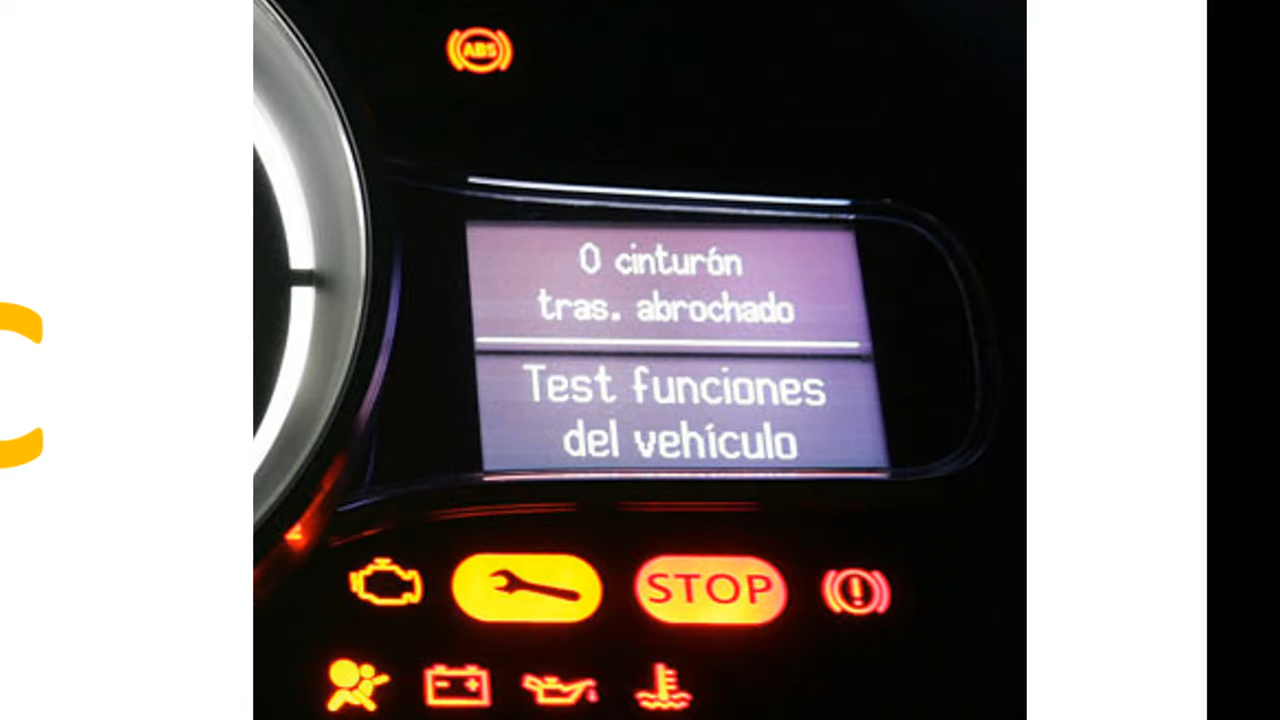 ABS
0 cinturón
tras. abrochado
Test funciones
del vehículo
STOP